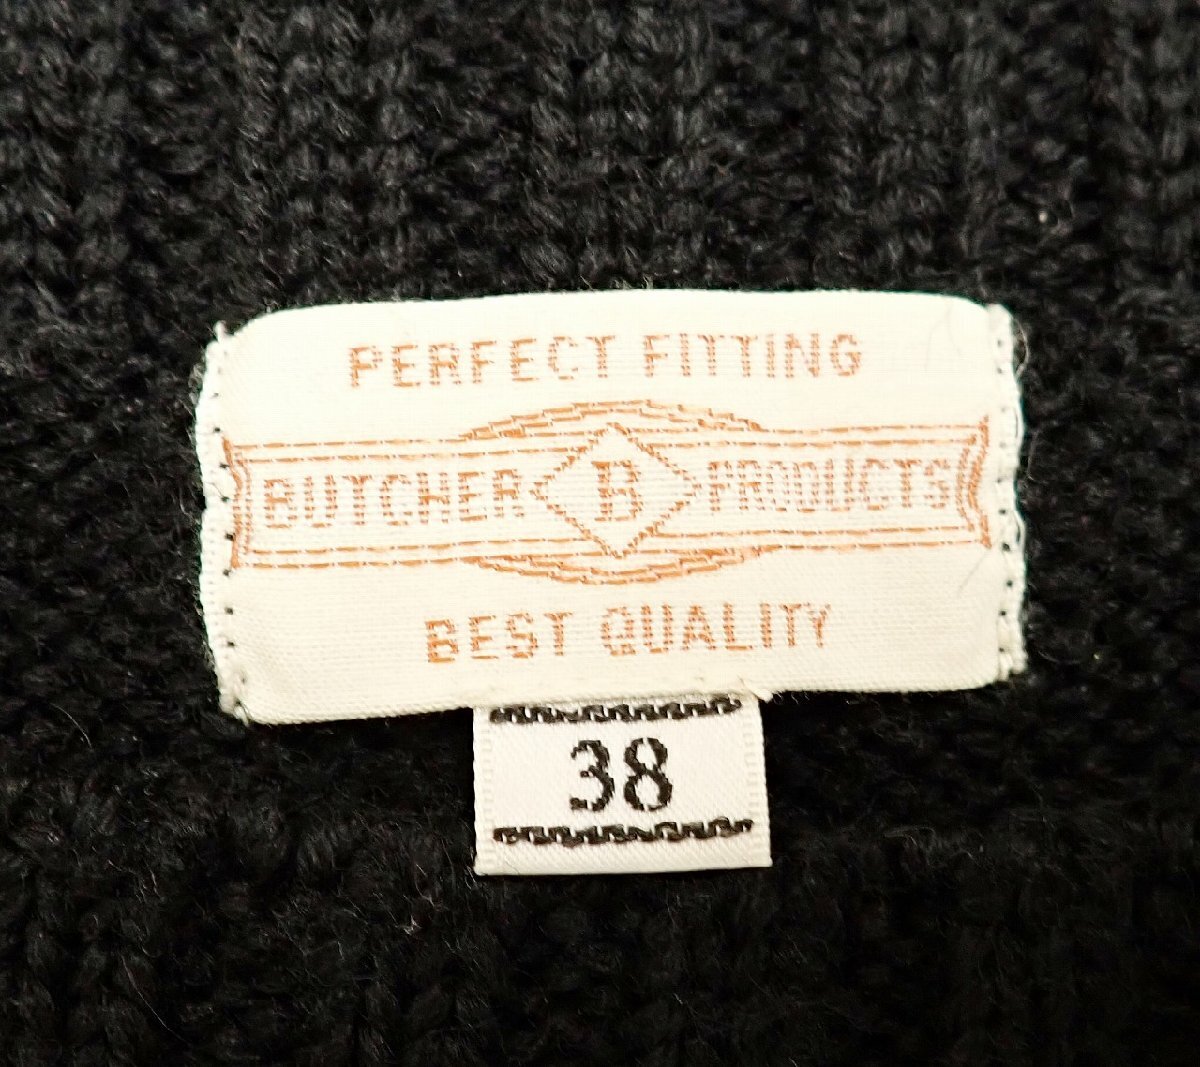 PERFECT FITTING
BUTCHER B PRODUCTS
BEST QUALITY
38